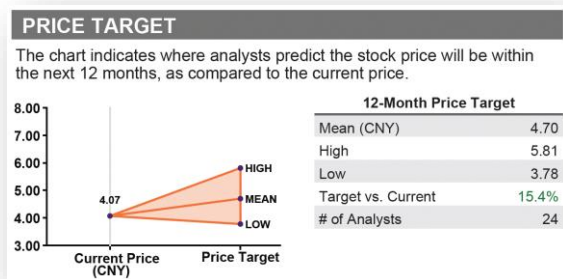 PRICE TARGET
The chart indicates where analysts predict the stock price will be within
the next 12 months, as compared to the current price.
8.00
7.00
6.00
5.00
4.00
3.00
4.07
HIGH
MEAN
LOW
Current Price
(CNY)
Price Target
12-Month Price Target
Mean (CNY) 4.70
High 5.81
Low 3.78
Target vs. Current 15.4%
# of Analysts 24